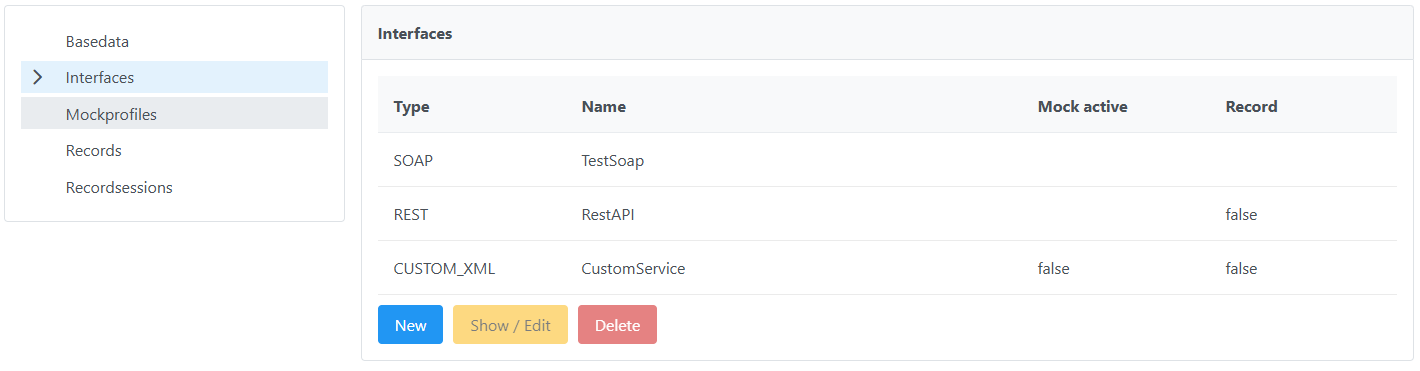 Basedata
Interfaces
Mockprofiles
Records
Recordsessions
Interfaces
Type Name Mock active Record
SOAP TestSoap
REST RestAPI false
CUSTOM_XML CustomService false false
New Show / Edit Delete